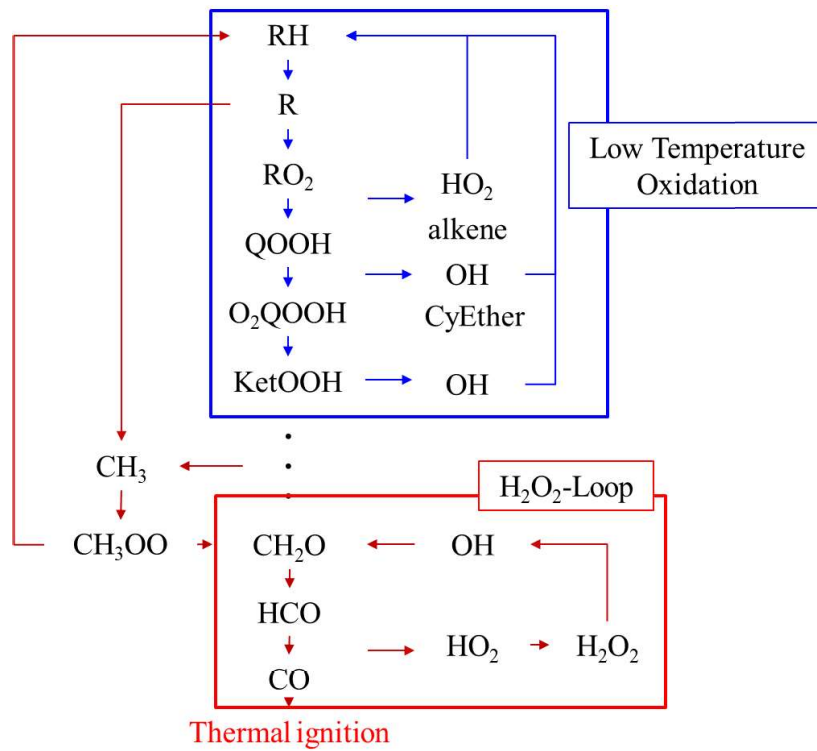 RH
R
RO₂
HO₂
alkene
Low Temperature
Oxidation
QOOH
OH
CyEther
O₂QOOH
KetOOH
OH
CH₃
H₂O₂-Loop
CH₃OO
CH₂O
OH
HCO
HO₂
H₂O₂
CO
Thermal ignition